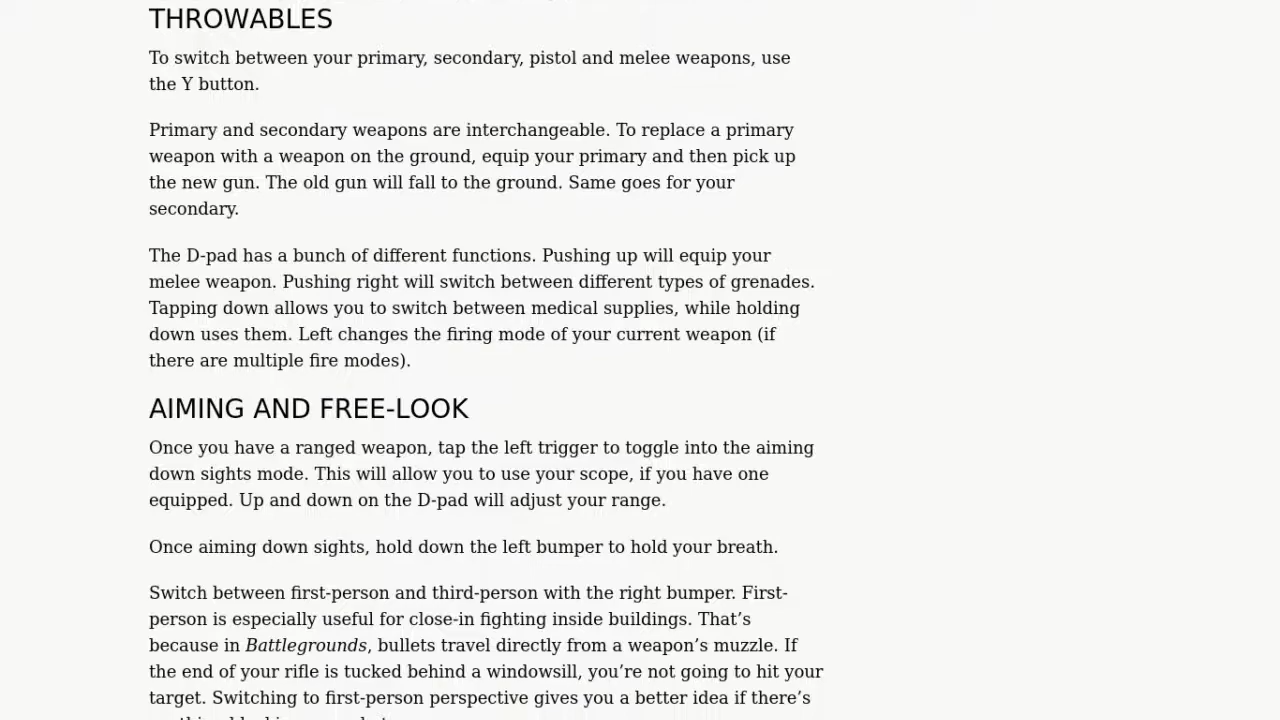 THROWABLES
To switch between your primary, secondary, pistol and melee weapons, use
the Y button.
Primary and secondary weapons are interchangeable. To replace a primary
weapon with a weapon on the ground, equip your primary and then pick up
the new gun. The old gun will fall to the ground. Same goes for your
secondary.
The D-pad has a bunch of different functions. Pushing up will equip your
melee weapon. Pushing right will switch between different types of grenades.
Tapping down allows you to switch between medical supplies, while holding
down uses them. Left changes the firing mode of your current weapon (if
there are multiple fire modes).
AIMING AND FREE-LOOK
Once you have a ranged weapon, tap the left trigger to toggle into the aiming
down sights mode. This will allow you to use your scope, if you have one
equipped. Up and down on the D-pad will adjust your range.
Once aiming down sights, hold down the left bumper to hold your breath.
Switch between first-person and third-person with the right bumper. First-
person is especially useful for close-in fighting inside buildings. That’s
because in Battlegrounds, bullets travel directly from a weapon’s muzzle. If
the end of your rifle is tucked behind a windowsill, you’re not going to hit your
target. Switching to first-person perspective gives you a better idea if there’s